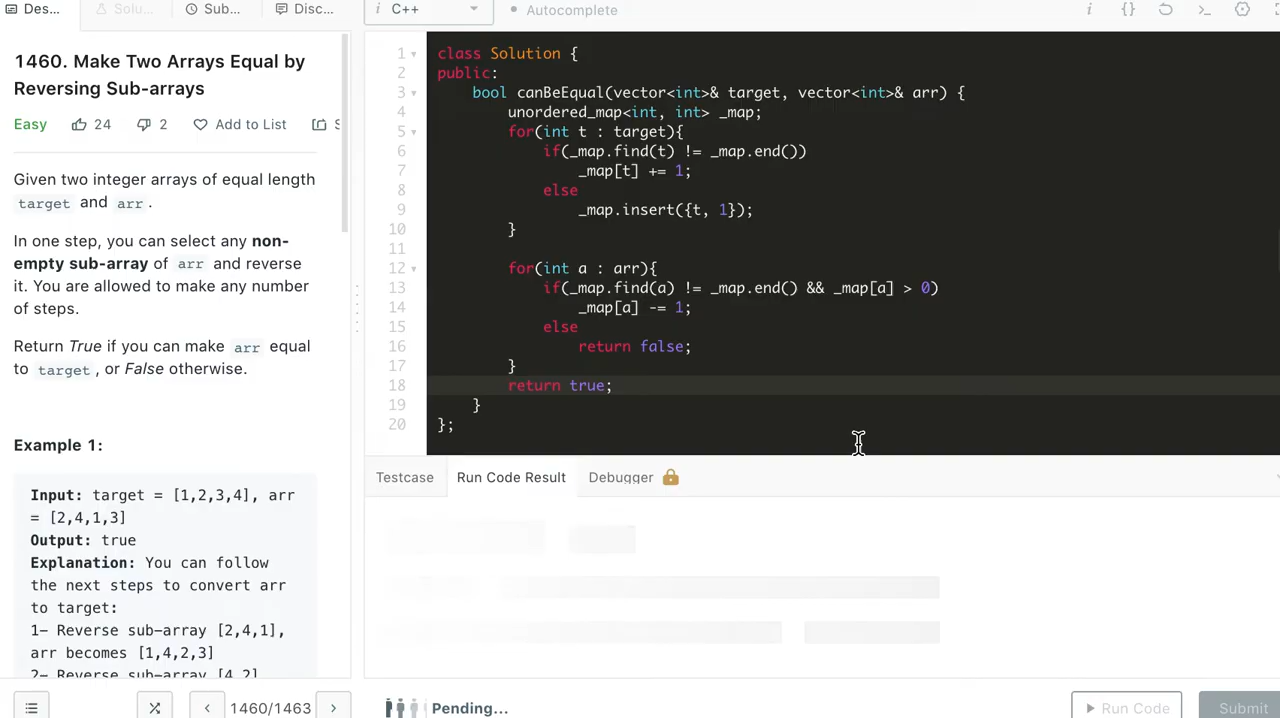 Des... Solu... Sub... Disc...
i C++ Autocomplete i {} >_
1460. Make Two Arrays Equal by
Reversing Sub-arrays
Easy 24 2 Add to List S
Given two integer arrays of equal length
target and arr .
In one step, you can select any non-
empty sub-array of arr and reverse
it. You are allowed to make any number
of steps.
Return True if you can make arr equal
to target , or False otherwise.
Example 1:
Input: target = [1,2,3,4], arr
= [2,4,1,3]
Output: true
Explanation: You can follow
the next steps to convert arr
to target:
1- Reverse sub-array [2,4,1],
arr becomes [1,4,2,3]
2- Reverse sub-array [4,2]
1460/1463
1 class Solution {
2 public:
3 bool canBeEqual(vector<int>& target, vector<int>& arr) {
4 unordered_map<int, int> _map;
5 for(int t : target){
6 if(_map.find(t) != _map.end())
7 _map[t] += 1;
8 else
9 _map.insert({t, 1});
10 }
11
12 for(int a : arr){
13 if(_map.find(a) != _map.end() && _map[a] > 0)
14 _map[a] -= 1;
15 else
16 return false;
17 }
18 return true;
19 }
20 };
Testcase Run Code Result Debugger
Pending... Run Code Submit